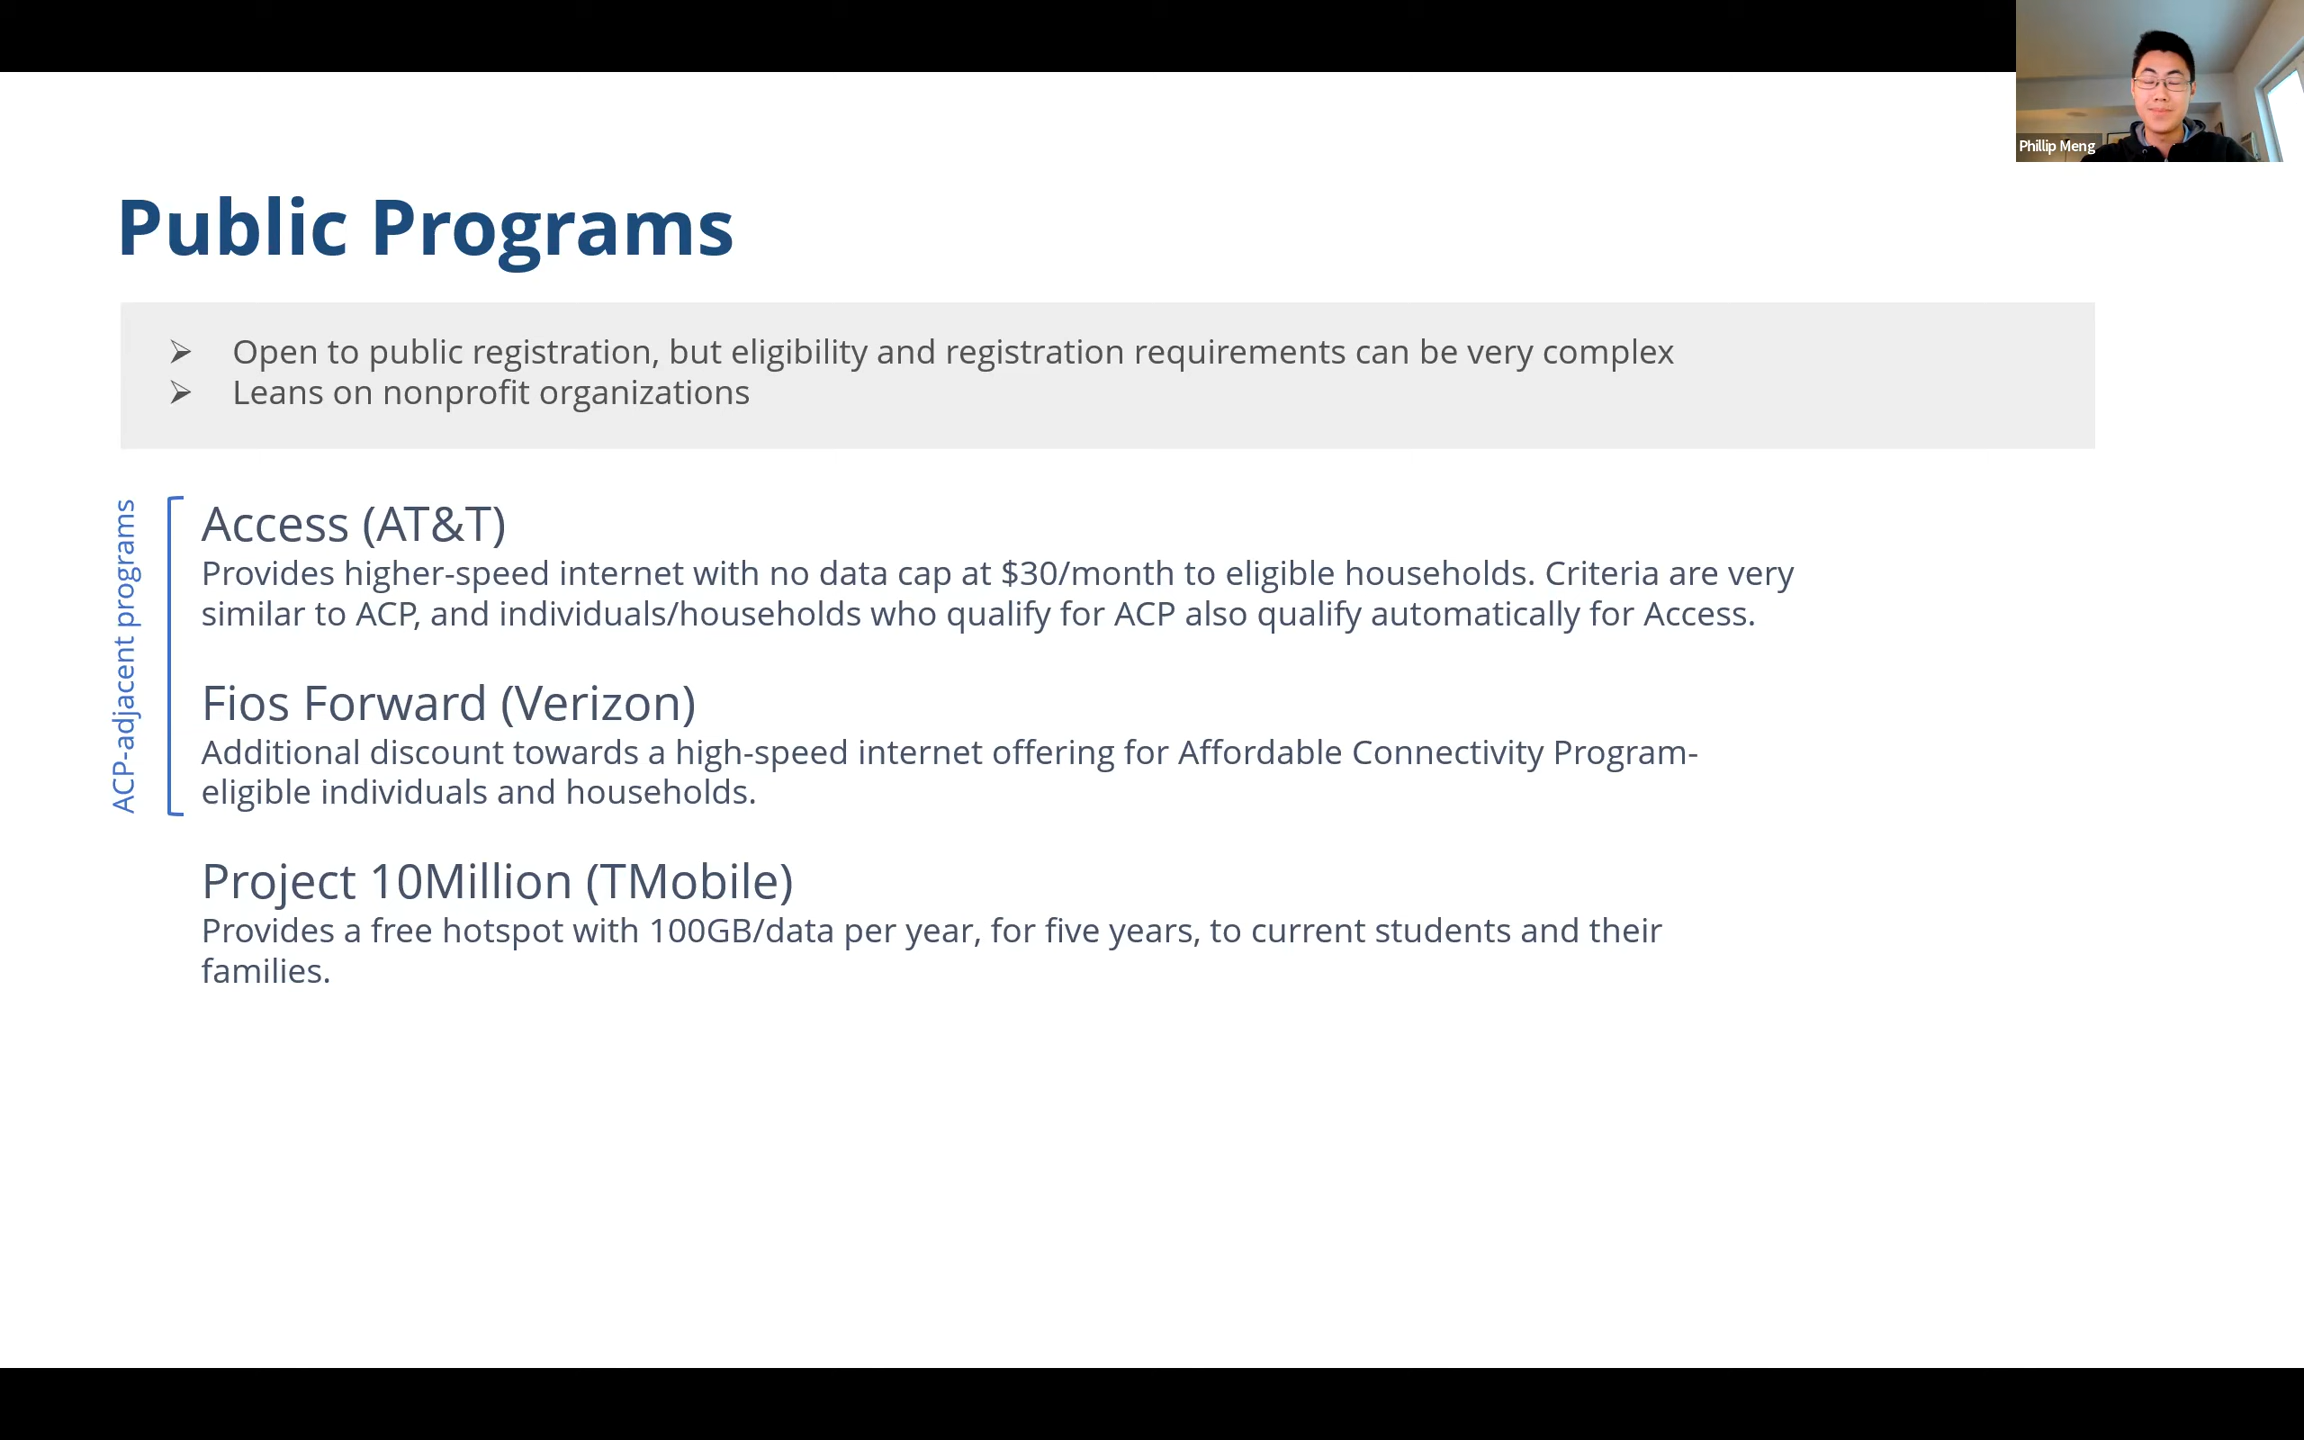 Phillip Meng
Public Programs
➢ Open to public registration, but eligibility and registration requirements can be very complex
➢ Leans on nonprofit organizations
ACP-adjacent programs
Access (AT&T)
Provides higher-speed internet with no data cap at $30/month to eligible households. Criteria are very
similar to ACP, and individuals/households who qualify for ACP also qualify automatically for Access.
Fios Forward (Verizon)
Additional discount towards a high-speed internet offering for Affordable Connectivity Program-
eligible individuals and households.
Project 10Million (TMobile)
Provides a free hotspot with 100GB/data per year, for five years, to current students and their
families.